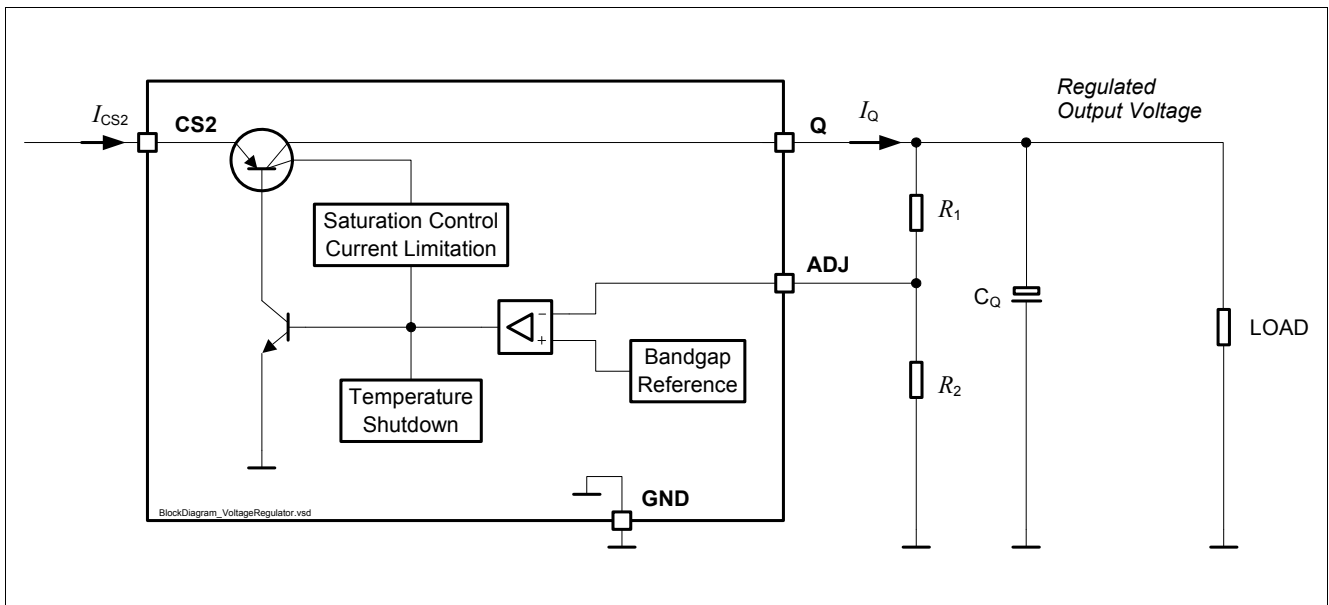 I_CS2
CS2
Q
I_Q
Regulated
Output Voltage
Saturation Control
Current Limitation
R_1
ADJ
C_Q
LOAD
-
+
Bandgap
Reference
R_2
Temperature
Shutdown
GND
BlockDiagram_VoltageRegulator.vsd